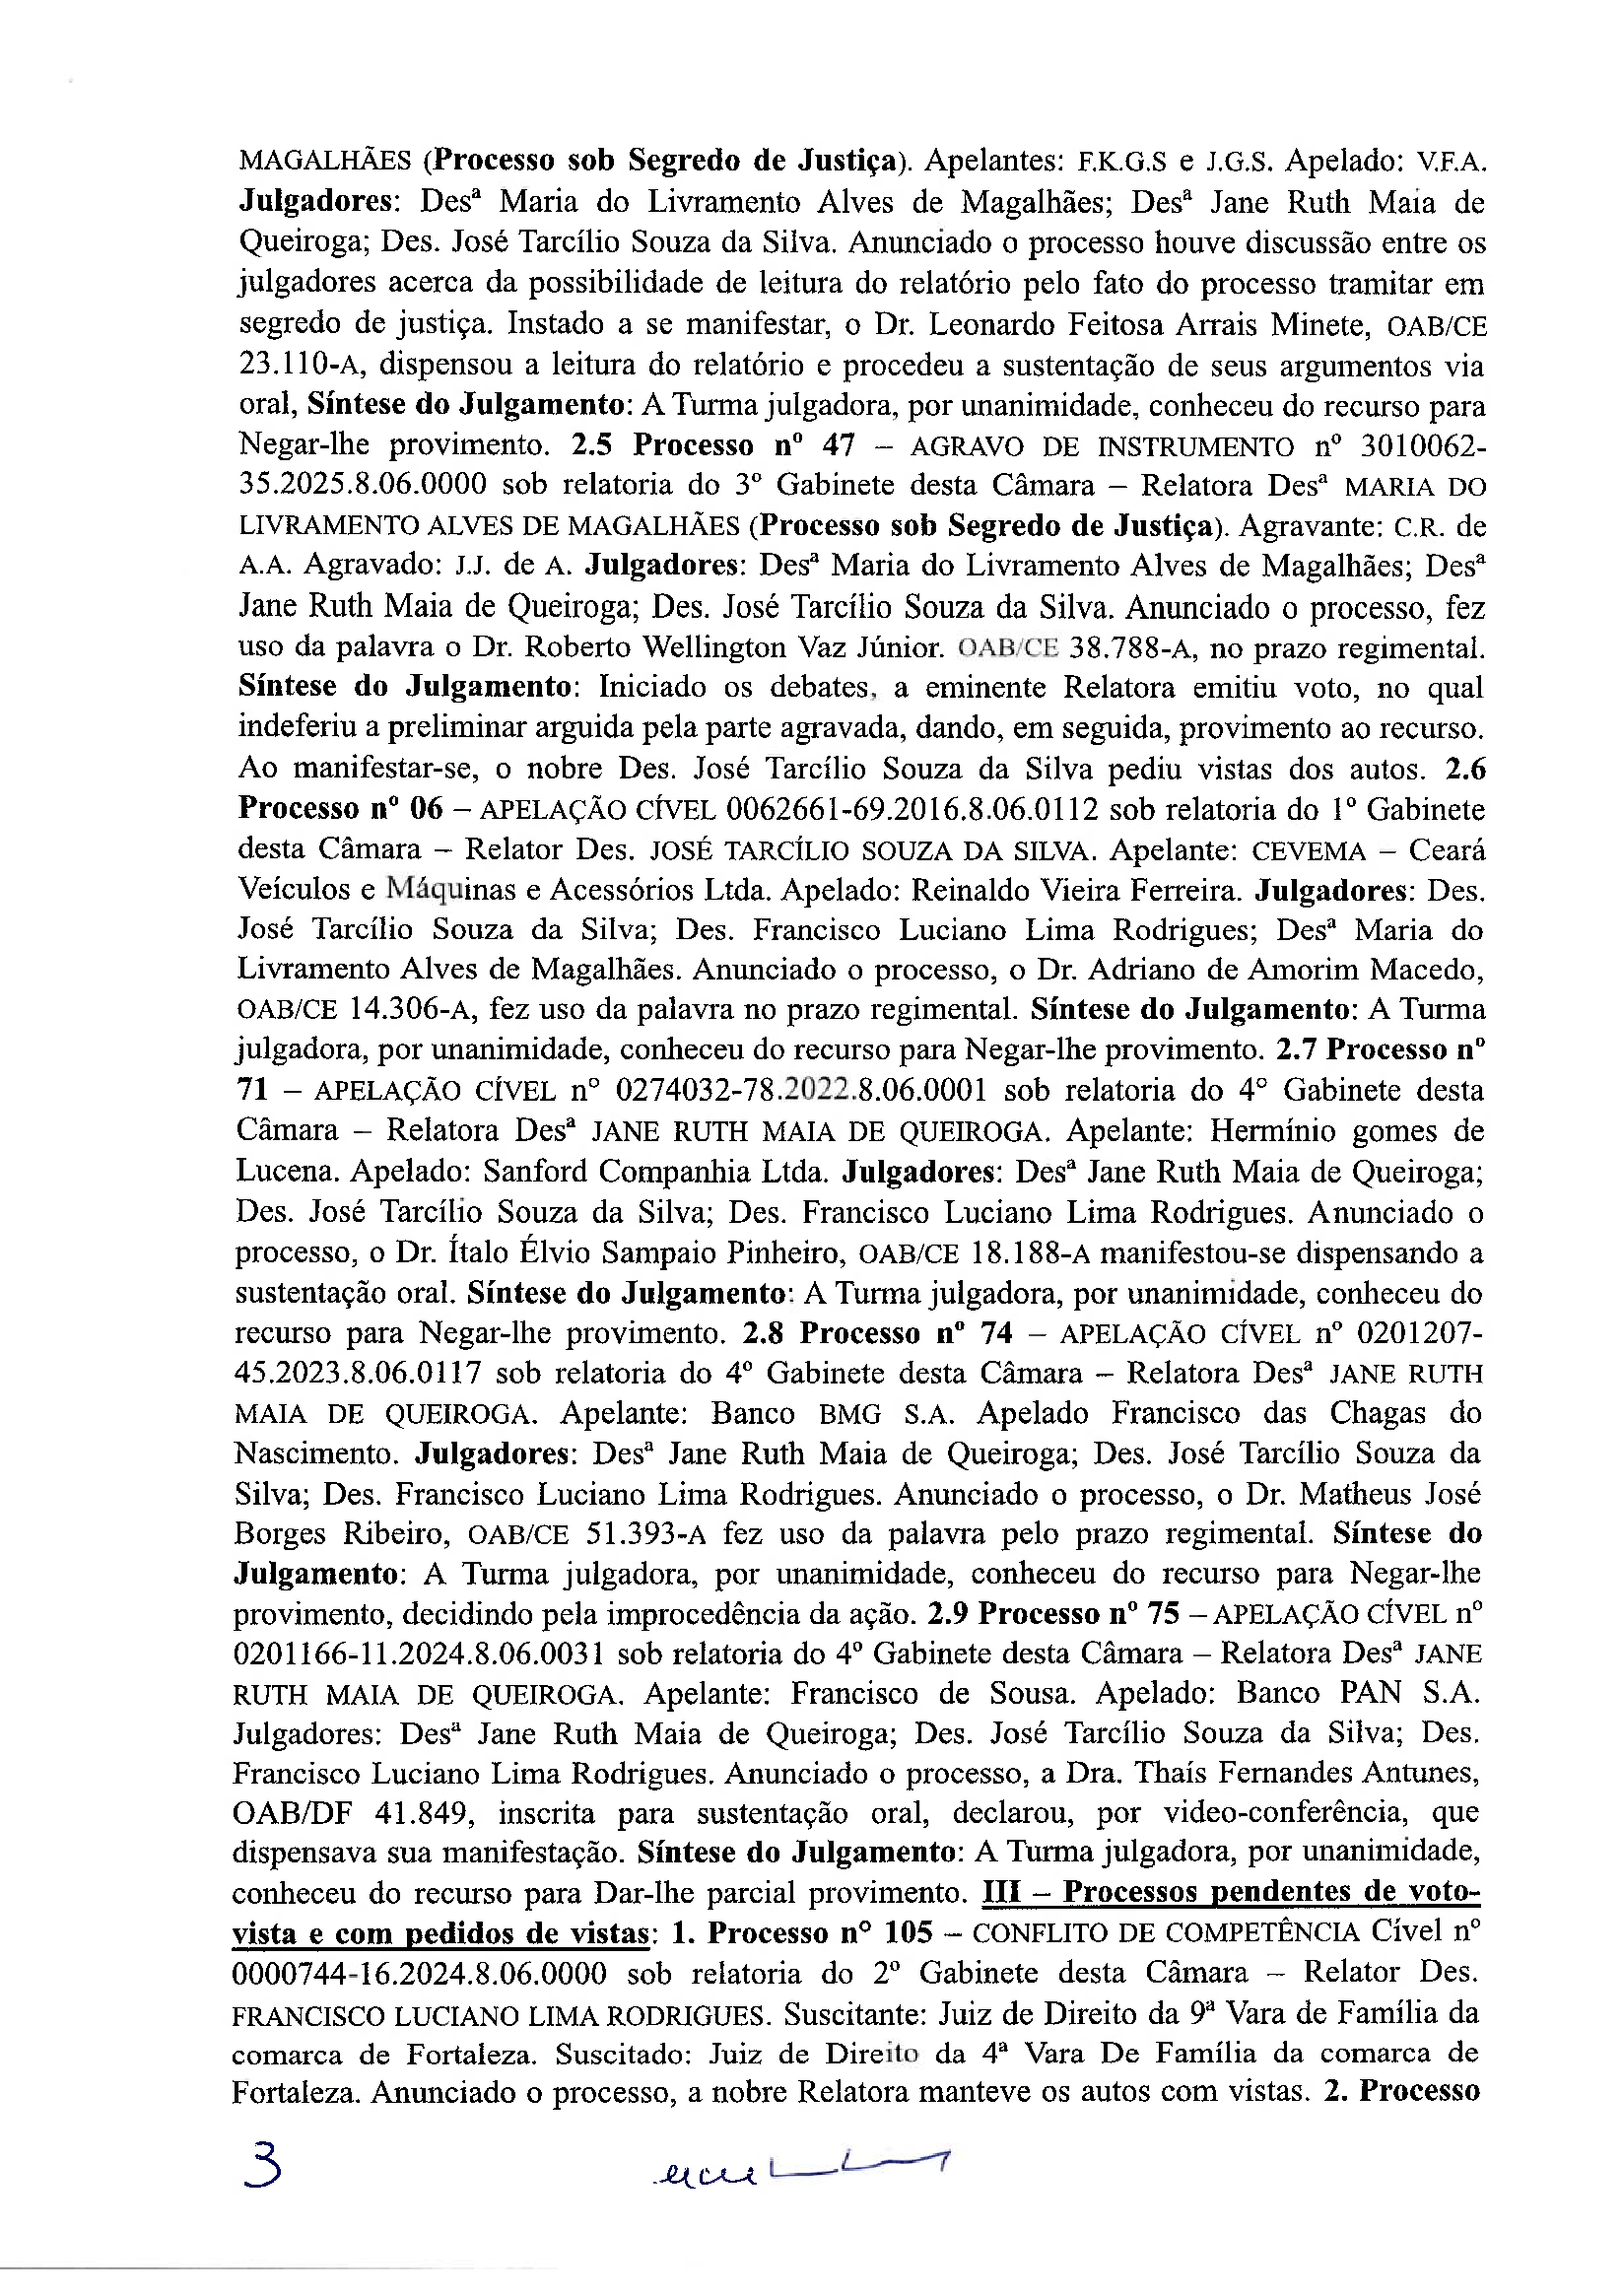 MAGALHÃES (Processo sob Segredo de Justiça). Apelantes: F.K.G.S e J.G.S. Apelado: V.F.A.
Julgadores: Desª Maria do Livramento Alves de Magalhães; Desª Jane Ruth Maia de
Queiroga; Des. José Tarcílio Souza da Silva. Anunciado o processo houve discussão entre os
julgadores acerca da possibilidade de leitura do relatório pelo fato do processo tramitar em
segredo de justiça. Instado a se manifestar, o Dr. Leonardo Feitosa Arrais Minete, OAB/CE
23.110-A, dispensou a leitura do relatório e procedeu a sustentação de seus argumentos via
oral, Síntese do Julgamento: A Turma julgadora, por unanimidade, conheceu do recurso para
Negar-lhe provimento. 2.5 Processo nº 47 – AGRAVO DE INSTRUMENTO nº 3010062-
35.2025.8.06.0000 sob relatoria do 3º Gabinete desta Câmara – Relatora Desª MARIA DO
LIVRAMENTO ALVES DE MAGALHÃES (Processo sob Segredo de Justiça). Agravante: C.R. de
A.A. Agravado: J.J. de A. Julgadores: Desª Maria do Livramento Alves de Magalhães; Desª
Jane Ruth Maia de Queiroga; Des. José Tarcílio Souza da Silva. Anunciado o processo, fez
uso da palavra o Dr. Roberto Wellington Vaz Júnior. OAB/CE 38.788-A, no prazo regimental.
Síntese do Julgamento: Iniciado os debates, a eminente Relatora emitiu voto, no qual
indeferiu a preliminar arguida pela parte agravada, dando, em seguida, provimento ao recurso.
Ao manifestar-se, o nobre Des. José Tarcílio Souza da Silva pediu vistas dos autos. 2.6
Processo nº 06 – APELAÇÃO CÍVEL 0062661-69.2016.8.06.0112 sob relatoria do 1º Gabinete
desta Câmara – Relator Des. JOSÉ TARCÍLIO SOUZA DA SILVA. Apelante: CEVEMA – Ceará
Veículos e Máquinas e Acessórios Ltda. Apelado: Reinaldo Vieira Ferreira. Julgadores: Des.
José Tarcílio Souza da Silva; Des. Francisco Luciano Lima Rodrigues; Desª Maria do
Livramento Alves de Magalhães. Anunciado o processo, o Dr. Adriano de Amorim Macedo,
OAB/CE 14.306-A, fez uso da palavra no prazo regimental. Síntese do Julgamento: A Turma
julgadora, por unanimidade, conheceu do recurso para Negar-lhe provimento. 2.7 Processo nº
71 – APELAÇÃO CÍVEL nº 0274032-78.2022.8.06.0001 sob relatoria do 4º Gabinete desta
Câmara – Relatora Desª JANE RUTH MAIA DE QUEIROGA. Apelante: Hermínio gomes de
Lucena. Apelado: Sanford Companhia Ltda. Julgadores: Desª Jane Ruth Maia de Queiroga;
Des. José Tarcílio Souza da Silva; Des. Francisco Luciano Lima Rodrigues. Anunciado o
processo, o Dr. Ítalo Élvio Sampaio Pinheiro, OAB/CE 18.188-A manifestou-se dispensando a
sustentação oral. Síntese do Julgamento: A Turma julgadora, por unanimidade, conheceu do
recurso para Negar-lhe provimento. 2.8 Processo nº 74 – APELAÇÃO CÍVEL nº 0201207-
45.2023.8.06.0117 sob relatoria do 4º Gabinete desta Câmara – Relatora Desª JANE RUTH
MAIA DE QUEIROGA. Apelante: Banco BMG S.A. Apelado Francisco das Chagas do
Nascimento. Julgadores: Desª Jane Ruth Maia de Queiroga; Des. José Tarcílio Souza da
Silva; Des. Francisco Luciano Lima Rodrigues. Anunciado o processo, o Dr. Matheus José
Borges Ribeiro, OAB/CE 51.393-A fez uso da palavra pelo prazo regimental. Síntese do
Julgamento: A Turma julgadora, por unanimidade, conheceu do recurso para Negar-lhe
provimento, decidindo pela improcedência da ação. 2.9 Processo nº 75 – APELAÇÃO CÍVEL nº
0201166-11.2024.8.06.0031 sob relatoria do 4º Gabinete desta Câmara – Relatora Desª JANE
RUTH MAIA DE QUEIROGA. Apelante: Francisco de Sousa. Apelado: Banco PAN S.A.
Julgadores: Desª Jane Ruth Maia de Queiroga; Des. José Tarcílio Souza da Silva; Des.
Francisco Luciano Lima Rodrigues. Anunciado o processo, a Dra. Thaís Fernandes Antunes,
OAB/DF 41.849, inscrita para sustentação oral, declarou, por video-conferência, que
dispensava sua manifestação. Síntese do Julgamento: A Turma julgadora, por unanimidade,
conheceu do recurso para Dar-lhe parcial provimento. III – Processos pendentes de voto-
vista e com pedidos de vistas: 1. Processo nº 105 – CONFLITO DE COMPETÊNCIA Cível nº
0000744-16.2024.8.06.0000 sob relatoria do 2º Gabinete desta Câmara – Relator Des.
FRANCISCO LUCIANO LIMA RODRIGUES. Suscitante: Juiz de Direito da 9ª Vara de Família da
comarca de Fortaleza. Suscitado: Juiz de Direito da 4ª Vara De Família da comarca de
Fortaleza. Anunciado o processo, a nobre Relatora manteve os autos com vistas. 2. Processo
3